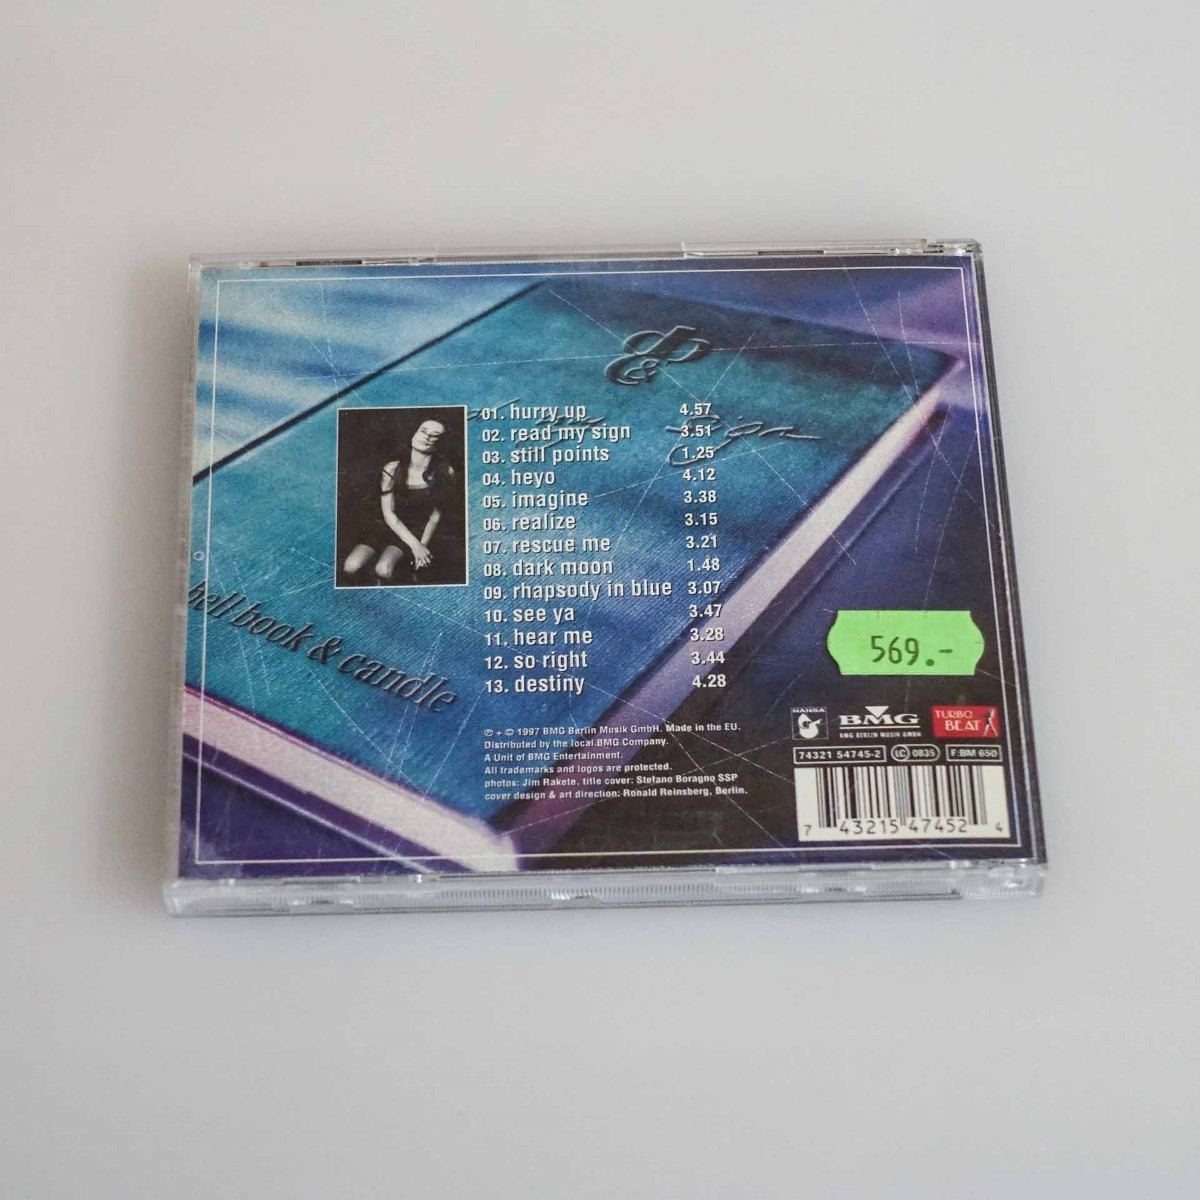 b &
Sign
01. hurry up 4.57
02. read my sign 3.51
03. still points 1.25
04. heyo 4.12
05. imagine 3.38
06. realize 3.15
07. rescue me 3.21
08. dark moon 1.48
09. rhapsody in blue 3.07
10. see ya 3.47
11. hear me 3.28
12. so right 3.44
13. destiny 4.28
bell book & candle
569.-
℗ + © 1997 BMG Berlin Musik GmbH. Made in the EU.
Distributed by the local BMG Company.
A Unit of BMG Entertainment.
All trademarks and logos are protected.
photos: Jim Rakete, title cover: Stefano Boragno SSP
cover design & art direction: Ronald Reinsberg, Berlin.
HANSA
BMG
BMG BERLIN MUSIK GMBH
TURBO
BEAT
74321 54745-2 LC 0835 F:BM 650
7 43215 47452 4